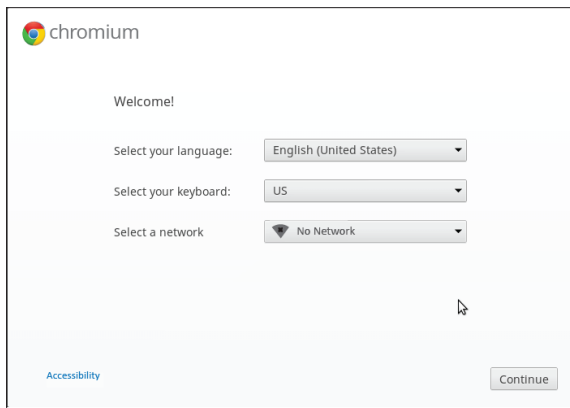 chromium
Welcome!
Select your language: English (United States)
Select your keyboard: US
Select a network No Network
Accessibility
Continue